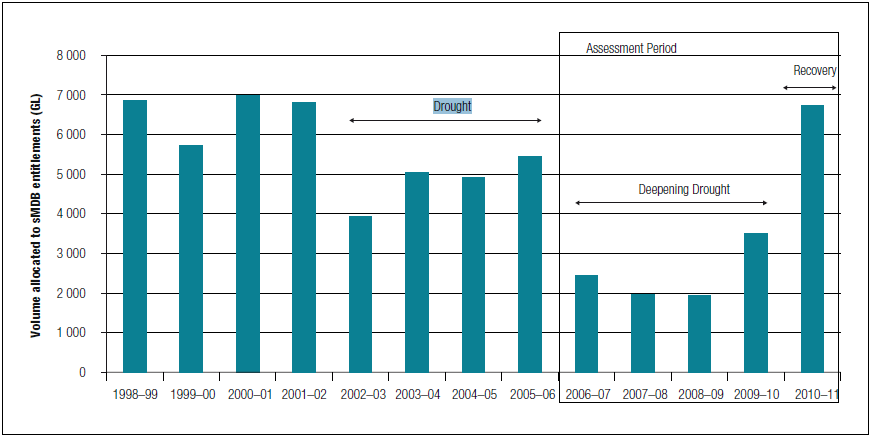 Assessment Period
8 000
Recovery
7 000
Drought
6 000
5 000
Deepening Drought
4 000
3 000
2 000
1 000
0
Volume allocated to sMDB entitlements (GL)
1998–99 1999–00 2000–01 2001–02 2002–03 2003–04 2004–05 2005–06 2006–07 2007–08 2008–09 2009–10 2010–11